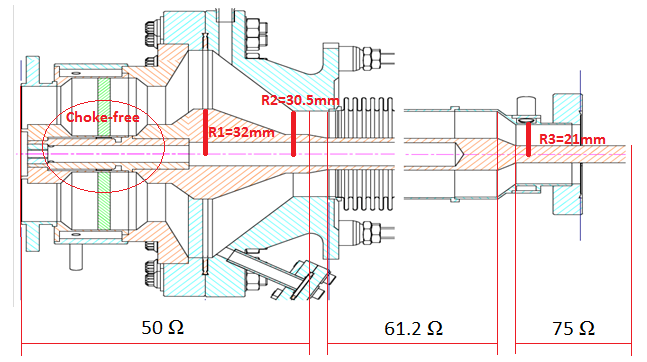 R2=30.5mm
Choke-free
R1=32mm
R3=21mm
50 Ω
61.2 Ω
75 Ω